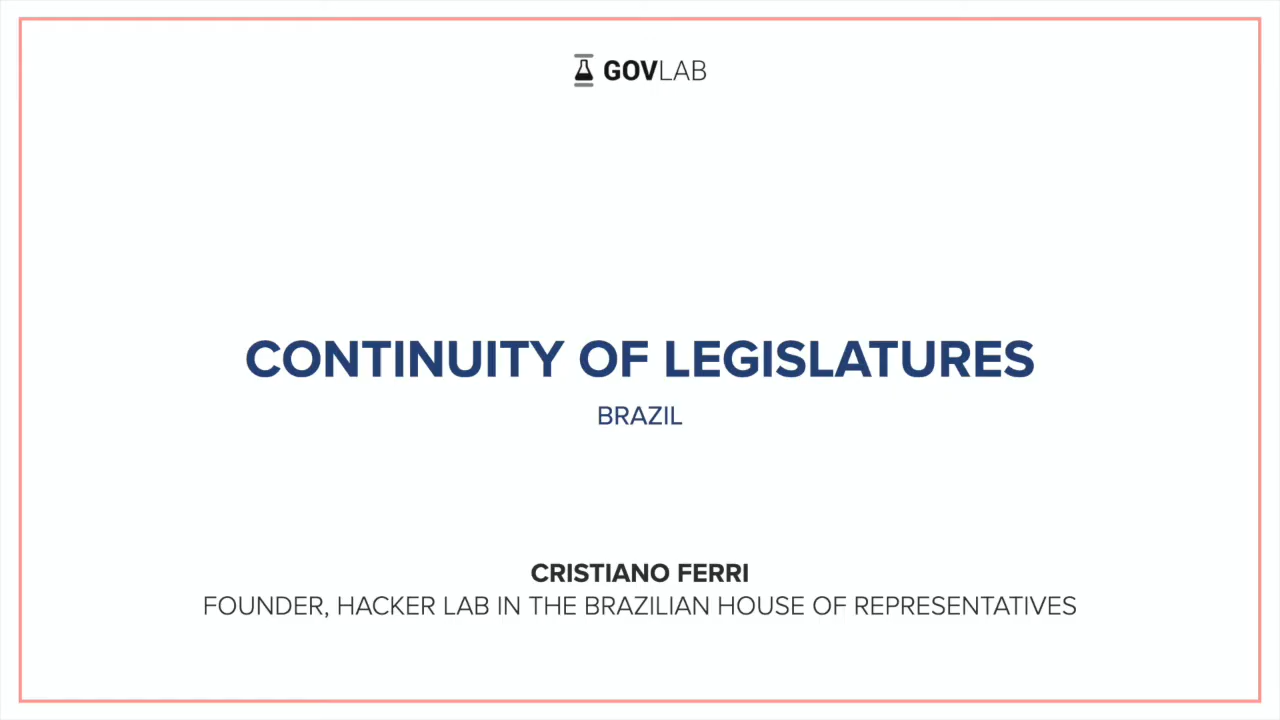 GOVLAB
CONTINUITY OF LEGISLATURES
BRAZIL
CRISTIANO FERRI
FOUNDER, HACKER LAB IN THE BRAZILIAN HOUSE OF REPRESENTATIVES